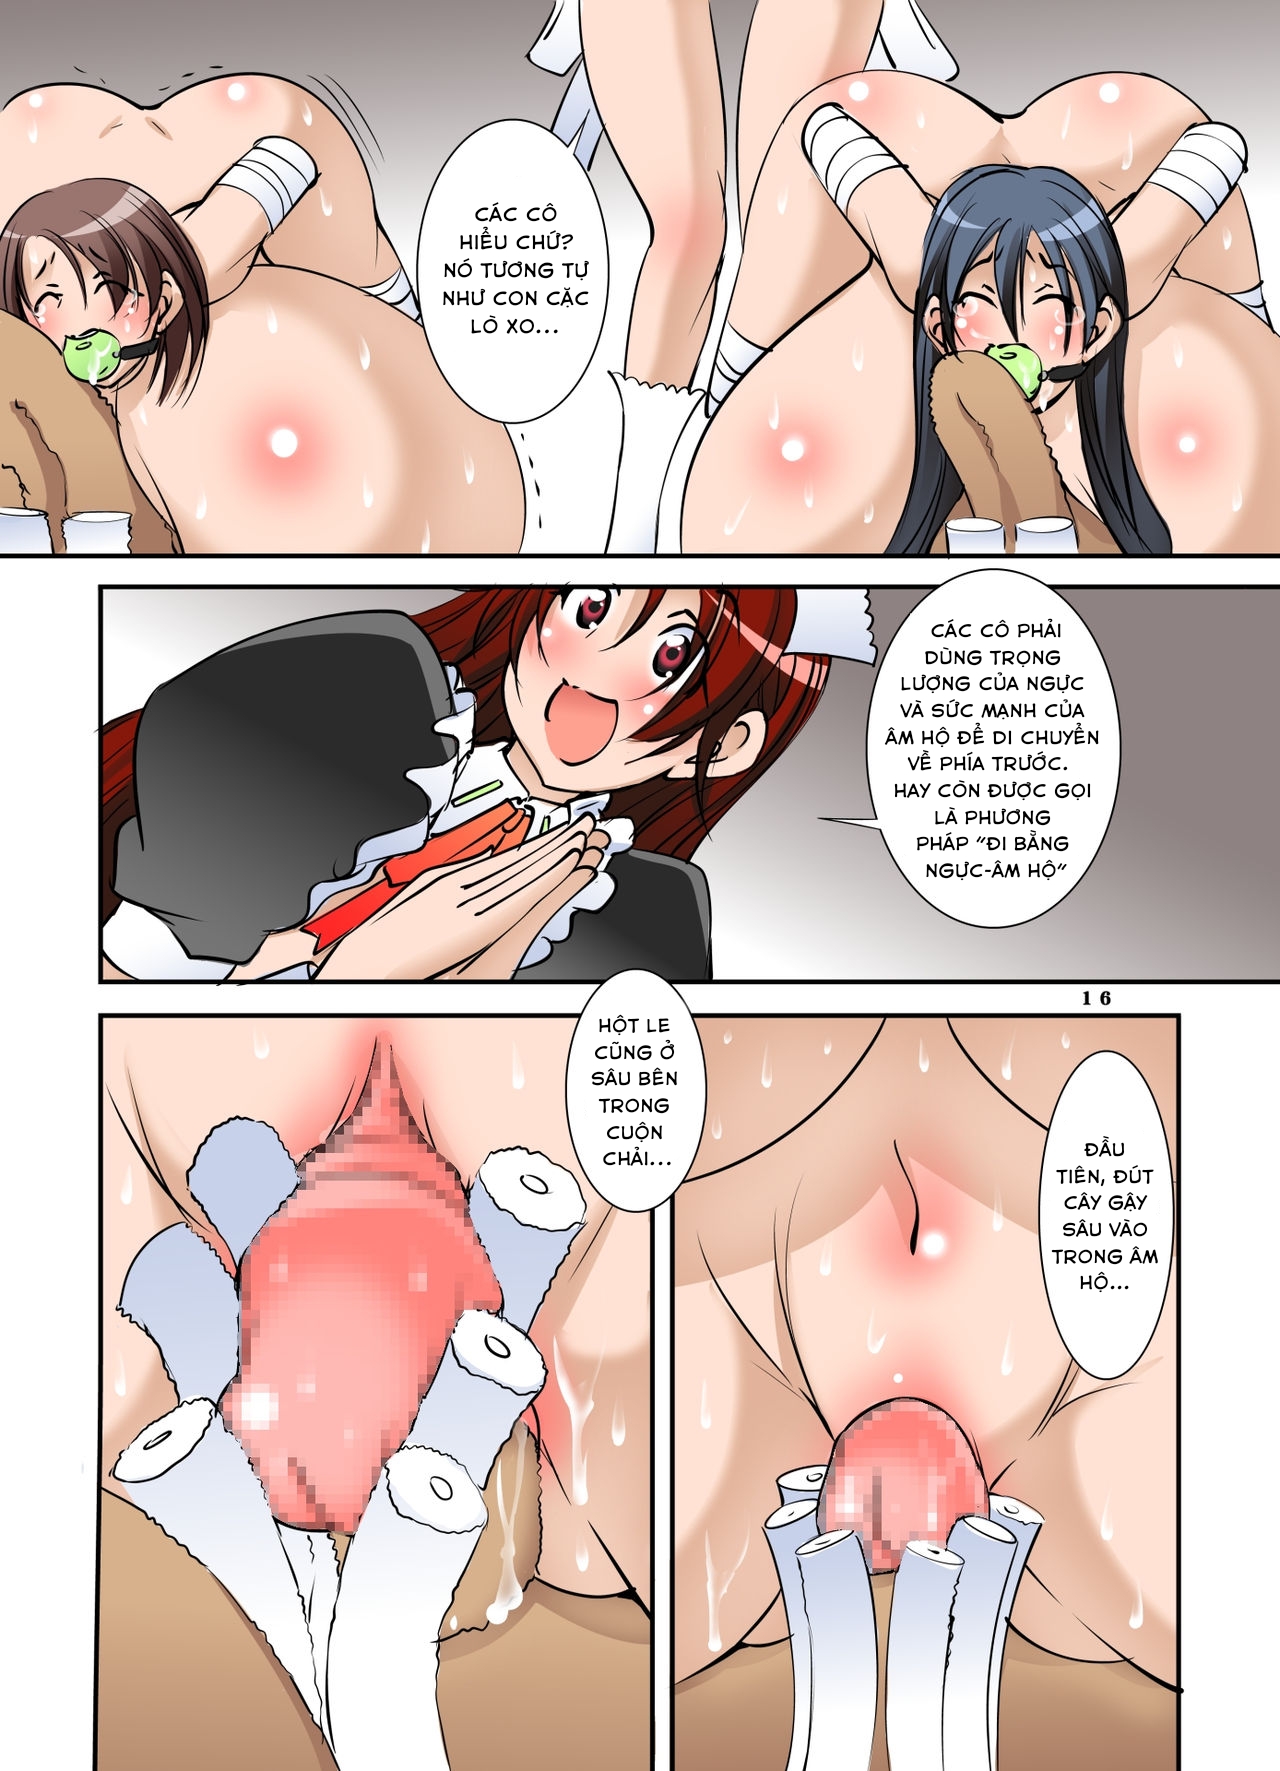 CÁC CÔ
HIỂU CHỨ?
NÓ TƯƠNG TỰ
NHƯ CON CẶC
LÒ XO...
CÁC CÔ PHẢI
DÙNG TRỌNG
LƯỢNG CỦA NGỰC
VÀ SỨC MẠNH CỦA
ÂM HỘ ĐỂ DI CHUYỂN
VỀ PHÍA TRƯỚC.
HAY CÒN ĐƯỢC GỌI
LÀ PHƯƠNG
PHÁP "ĐI BẰNG
NGỰC-ÂM HỘ"
16
HỘT LE
CŨNG Ở
SÂU BÊN
TRONG
CUỘN
CHẢI...
ĐẦU
TIÊN, ĐÚT
CÂY GẬY
SÂU VÀO
TRONG ÂM
HỘ...